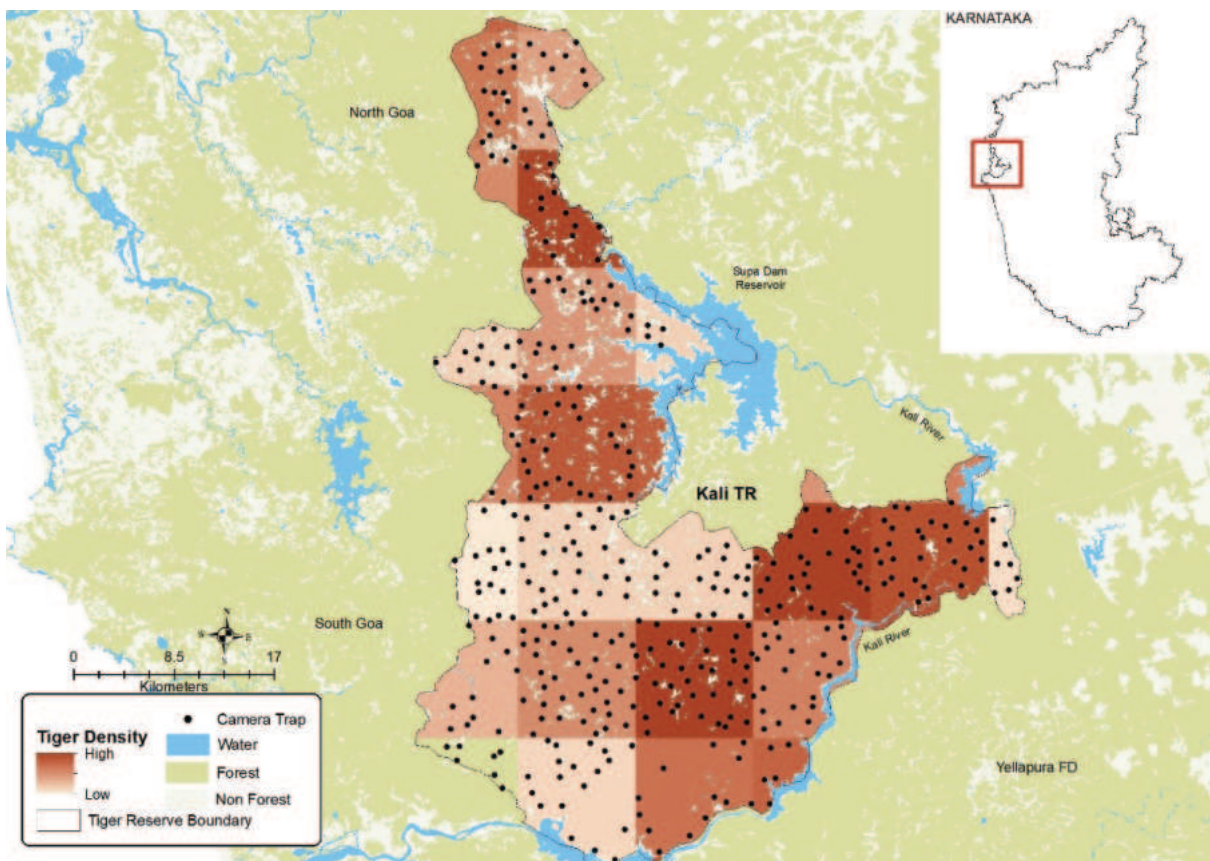 KARNATAKA
North Goa
Supa Dam
Reservoir
Kali River
Kali TR
South Goa
N
S
E
Kali River
0 8.5 17
Kilometers
Yellapura FD
Tiger Density
High
Low
Camera Trap
Water
Forest
Non Forest
Tiger Reserve Boundary